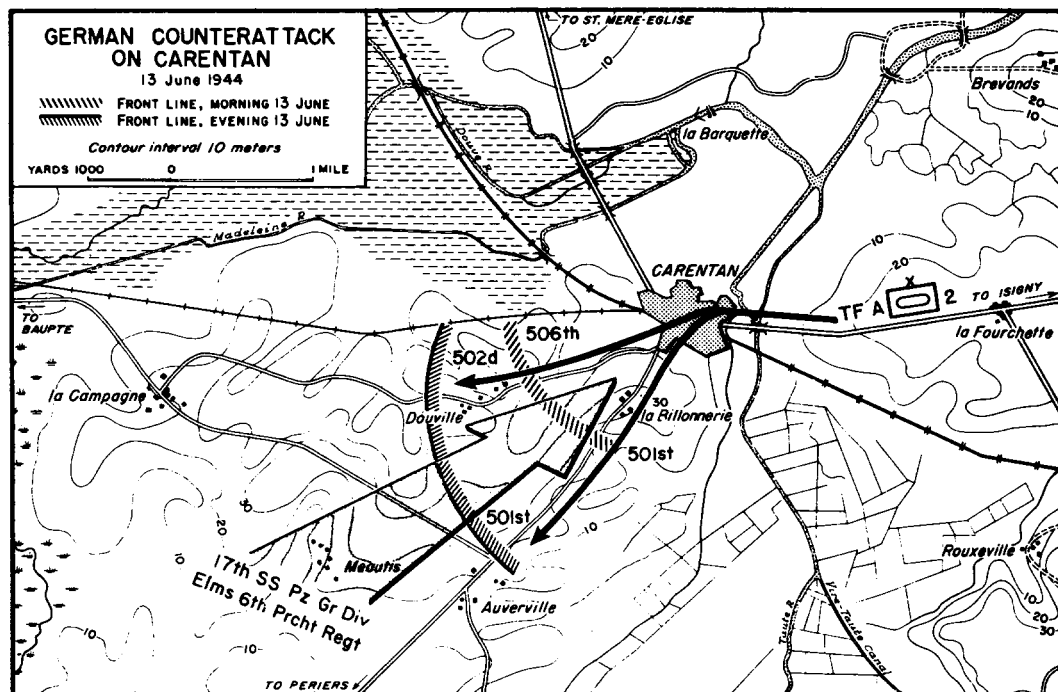 GERMAN COUNTERATTACK
ON CARENTAN
13 June 1944
FRONT LINE, MORNING 13 JUNE
FRONT LINE, EVENING 13 JUNE
Contour interval 10 meters
YARDS 1000 0 1 MILE
TO ST. MERE-EGLISE
20
10
Brevands
20
10
Douve R
la Barquette
Madeleine R
10
20
CARENTAN
TF A
X
2
TO ISIGNY
la Fourchette
TO
BAUPTE
506th
502d
la Campagne
Douville
30
la Billonnerie
501st
30
20
10
501st
10
Meautis
17th SS Pz Gr Div
Elms 6th Prcht Regt
Auverville
Rouxeville
10
10
20
30
Taute R
Vire-Taute canal
TO PERIERS